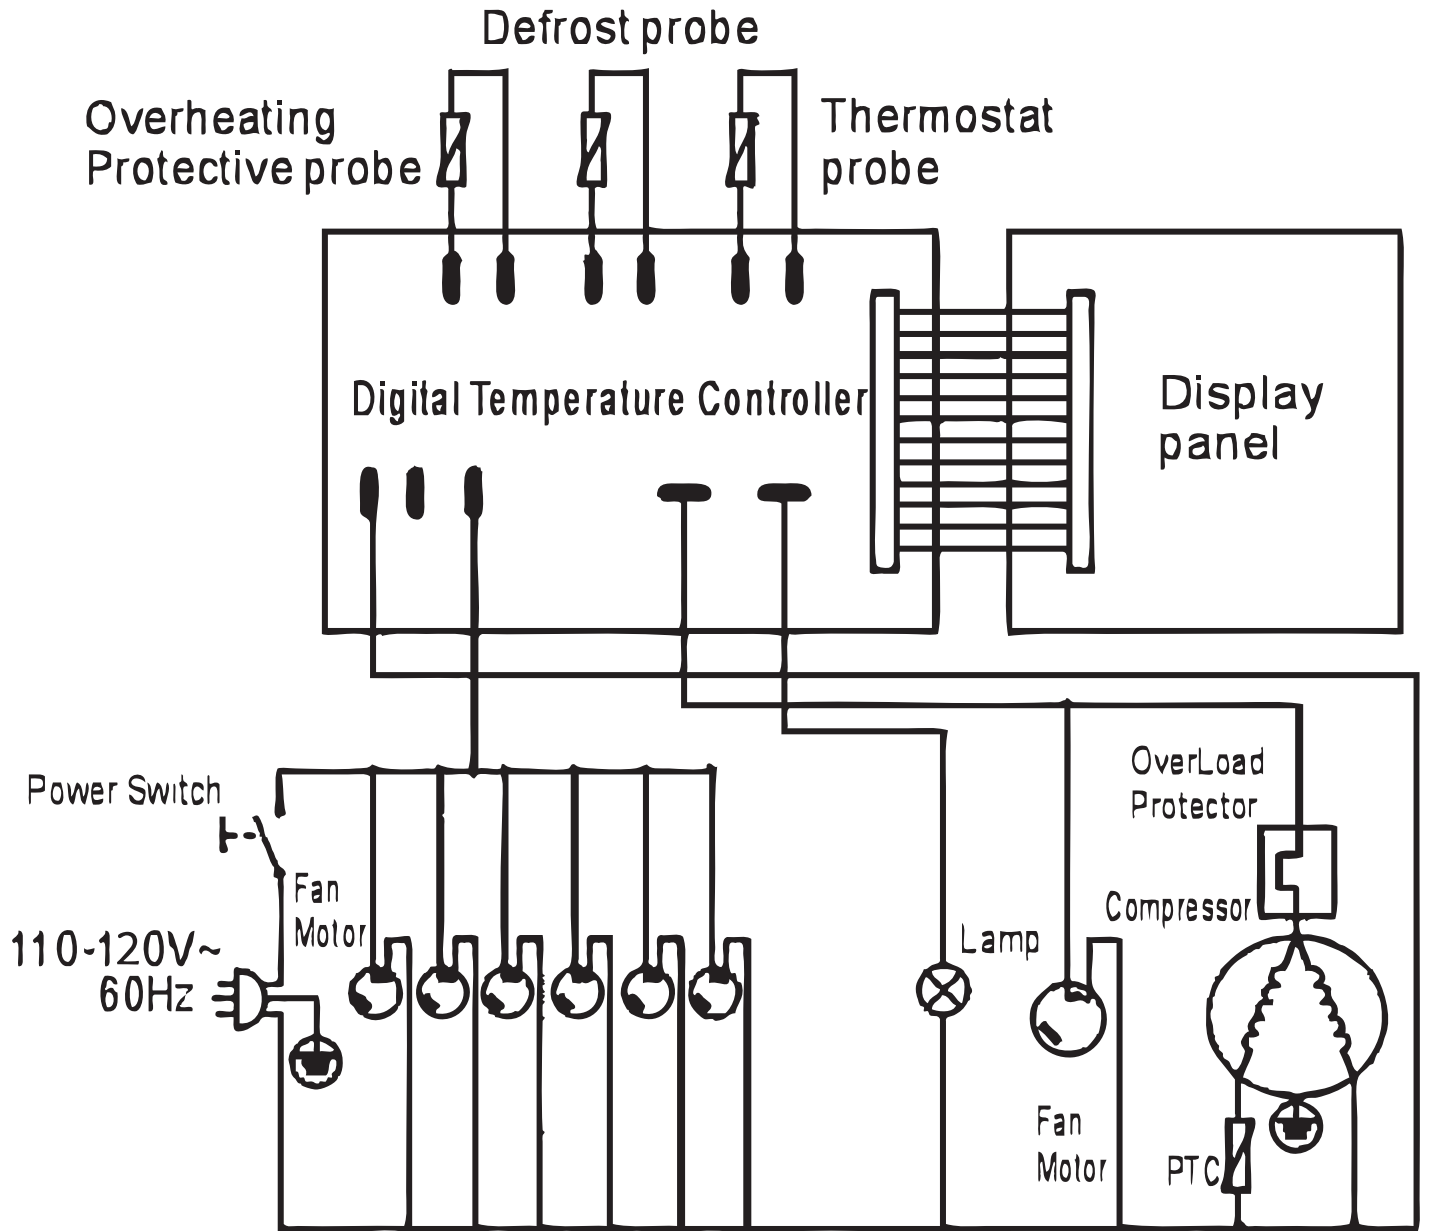 Defrost probe
Overheating
Protective probe
Thermostat
probe
Digital Temperature Controller
Display
panel
Power Switch
OverLoad
Protector
Fan
Motor
Compressor
110-120V~
60Hz
Lamp
Fan
Motor
PTC